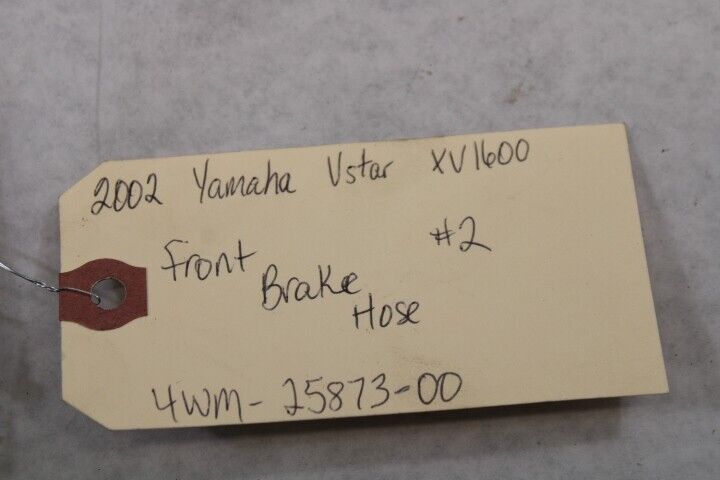 2002 Yamaha Vstar XV1600
Front #2
Brake
Hose
4WM-25873-00